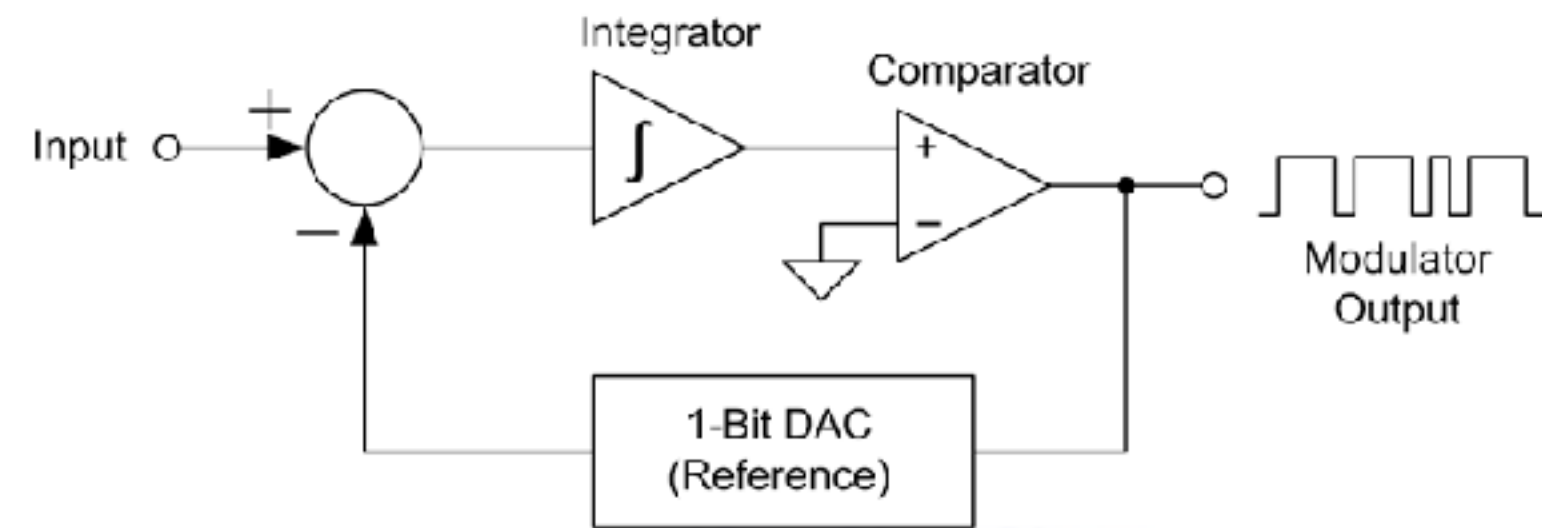 Integrator
Comparator
+
Input
∫
+
−
−
Modulator
Output
1-Bit DAC
(Reference)